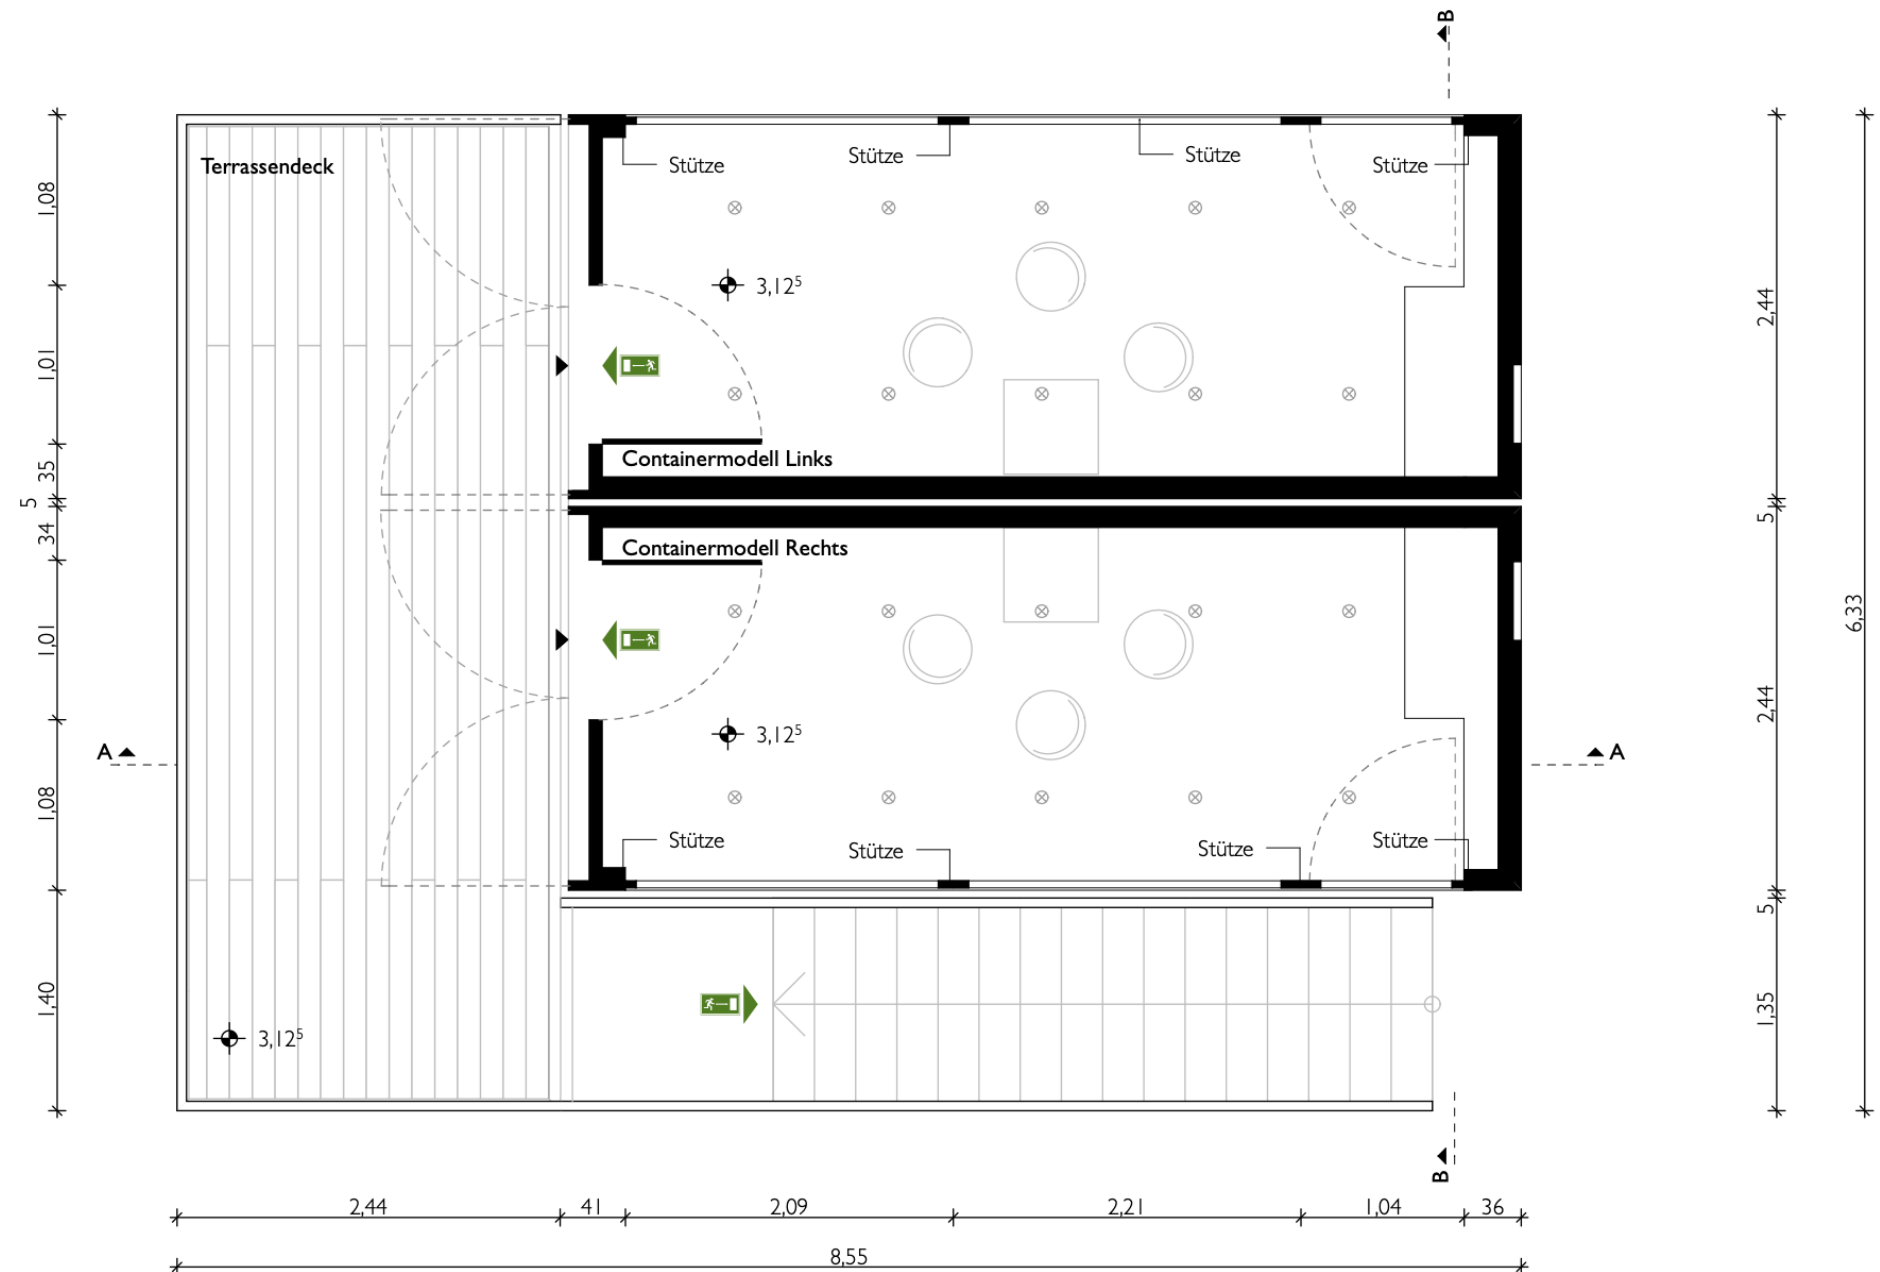 B
Terrassendeck
Stütze
Stütze
Stütze
Stütze
3,12⁵
Containermodell Links
Containermodell Rechts
3,12⁵
A
A
Stütze
Stütze
Stütze
Stütze
3,12⁵
B
1,08
1,01
35
5
34
1,01
1,08
1,40
2,44
5
2,44
5
1,35
6,33
2,44
41
2,09
2,21
1,04
36
8,55